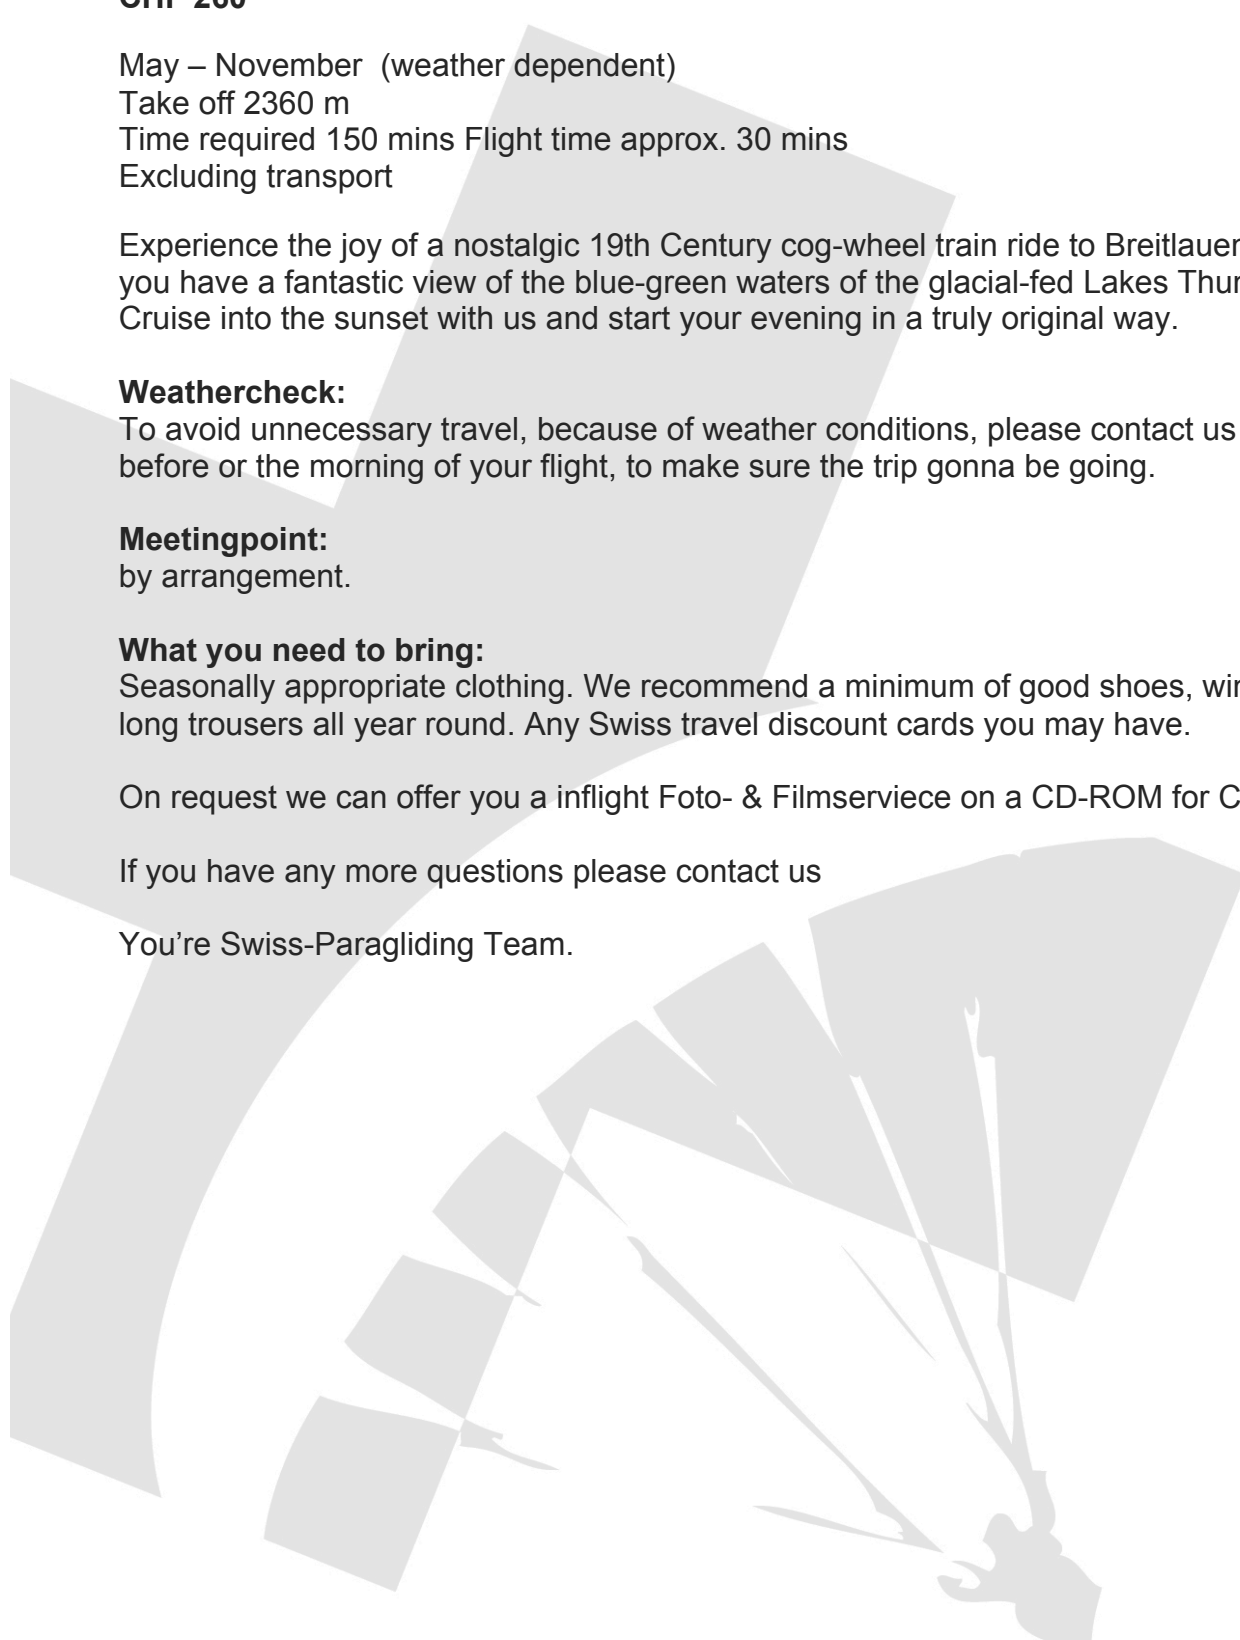 CHF 260
May – November (weather dependent)
Take off 2360 m
Time required 150 mins Flight time approx. 30 mins
Excluding transport
Experience the joy of a nostalgic 19th Century cog-wheel train ride to Breitlauen
you have a fantastic view of the blue-green waters of the glacial-fed Lakes Thun
Cruise into the sunset with us and start your evening in a truly original way.
Weathercheck:
To avoid unnecessary travel, because of weather conditions, please contact us
before or the morning of your flight, to make sure the trip gonna be going.
Meetingpoint:
by arrangement.
What you need to bring:
Seasonally appropriate clothing. We recommend a minimum of good shoes,
long trousers all year round. Any Swiss travel discount cards you may have.
On request we can offer you a inflight Foto- & Filmserviece on a CD-ROM for
If you have any more questions please contact us
You're Swiss-Paragliding Team.